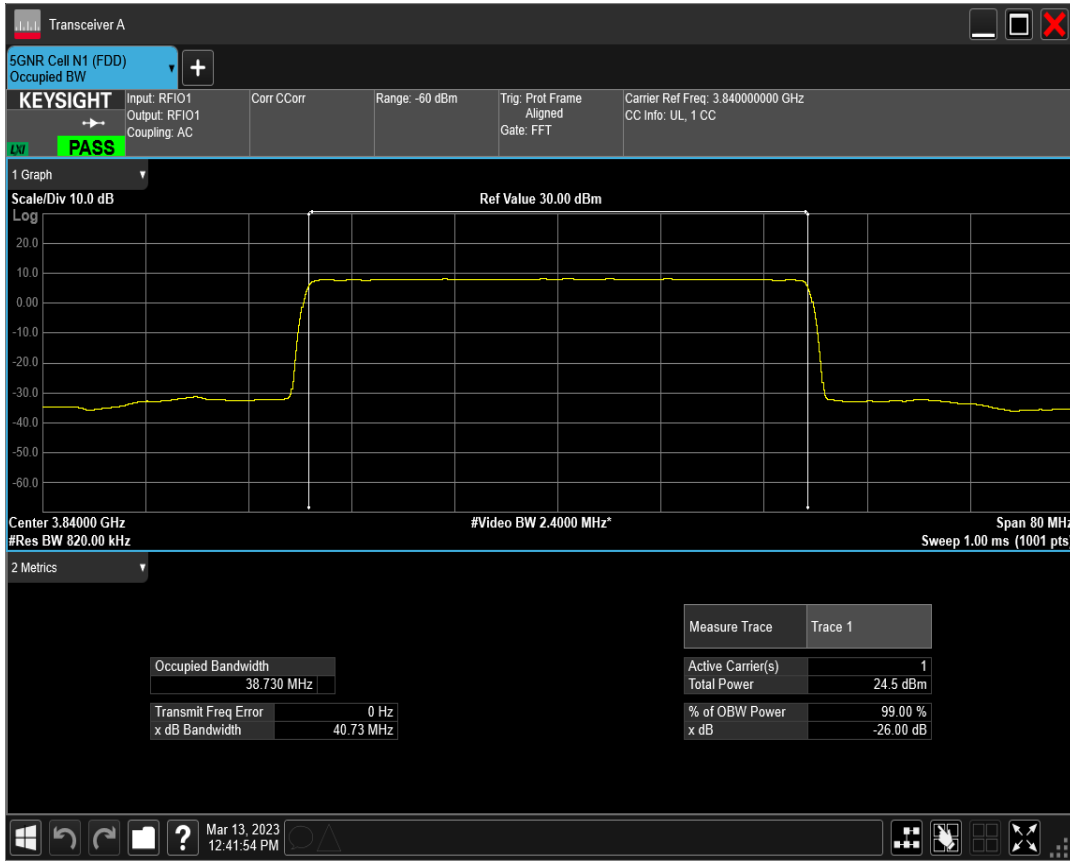 Transceiver A
5GNR Cell N1 (FDD)
Occupied BW
+
KEYSIGHT
Input: RFIO1
Output: RFIO1
Coupling: AC
LXI
PASS
Corr CCorr
Range: -60 dBm
Trig: Prot Frame
Aligned
Gate: FFT
Carrier Ref Freq: 3.840000000 GHz
CC Info: UL, 1 CC
1 Graph
Scale/Div 10.0 dB
Ref Value 30.00 dBm
Log
20.0
10.0
0.00
-10.0
-20.0
-30.0
-40.0
-50.0
-60.0
Center 3.84000 GHz
#Video BW 2.4000 MHz*
Span 80 MHz
#Res BW 820.00 kHz
Sweep 1.00 ms (1001 pts)
2 Metrics
Measure Trace Trace 1
Occupied Bandwidth
38.730 MHz
Active Carrier(s) 1
Total Power 24.5 dBm
Transmit Freq Error 0 Hz
x dB Bandwidth 40.73 MHz
% of OBW Power 99.00 %
x dB -26.00 dB
?
Mar 13, 2023
12:41:54 PM